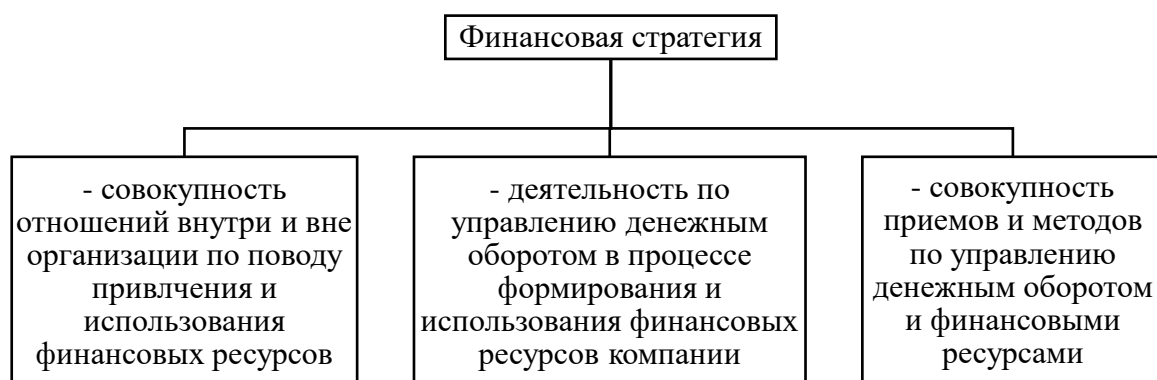 Финансовая стратегия
- совокупность
отношений внутри и вне
организации по поводу
привлчения и
использования
финансовых ресурсов
- деятельность по
управлению денежным
оборотом в процессе
формирования и
использования финансовых
ресурсов компании
- совокупность
приемов и методов
по управлению
денежным оборотом
и финансовыми
ресурсами